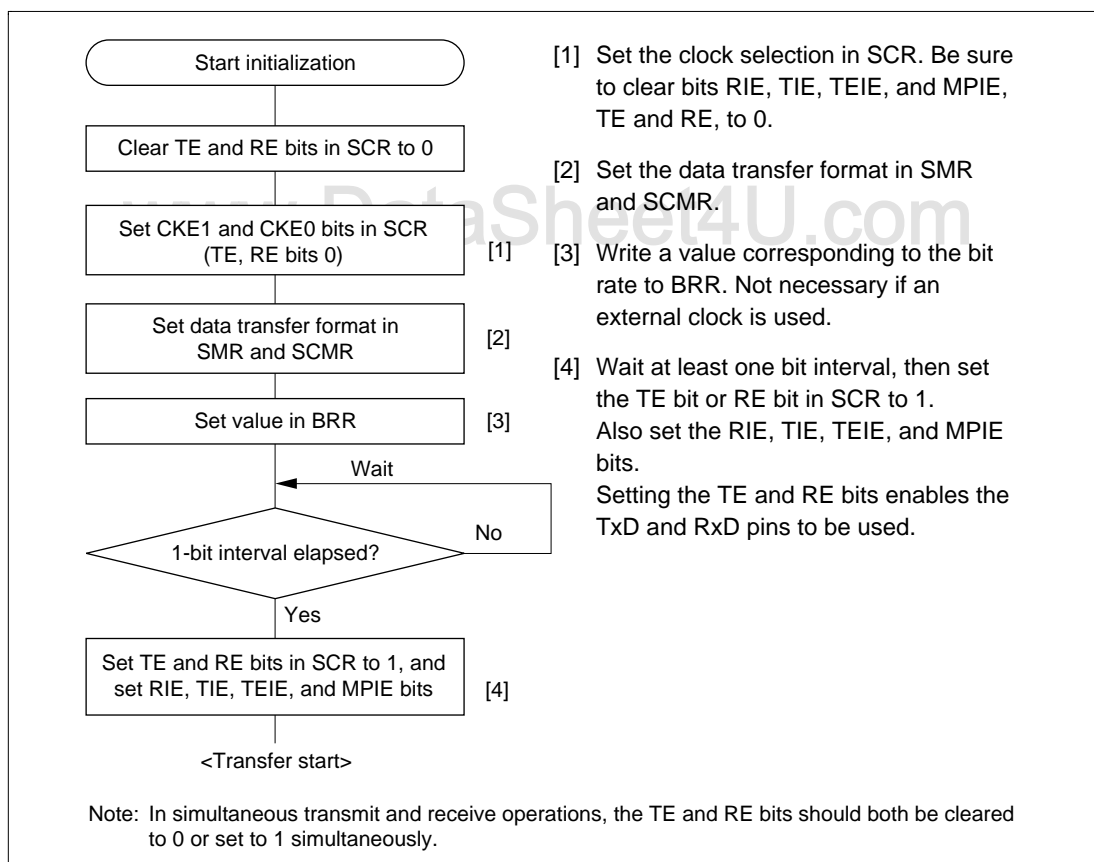 Start initialization
Clear TE and RE bits in SCR to 0
Set CKE1 and CKE0 bits in SCR
(TE, RE bits 0)
[1]
Set data transfer format in
SMR and SCMR
[2]
Set value in BRR
[3]
Wait
No
1-bit interval elapsed?
Yes
Set TE and RE bits in SCR to 1, and
set RIE, TIE, TEIE, and MPIE bits
[4]
<Transfer start>
[1] Set the clock selection in SCR. Be sure
to clear bits RIE, TIE, TEIE, and MPIE,
TE and RE, to 0.
[2] Set the data transfer format in SMR
and SCMR.
[3] Write a value corresponding to the bit
rate to BRR. Not necessary if an
external clock is used.
[4] Wait at least one bit interval, then set
the TE bit or RE bit in SCR to 1.
Also set the RIE, TIE, TEIE, and MPIE
bits.
Setting the TE and RE bits enables the
TxD and RxD pins to be used.
Note: In simultaneous transmit and receive operations, the TE and RE bits should both be cleared
to 0 or set to 1 simultaneously.
www.DataSheet4U.com